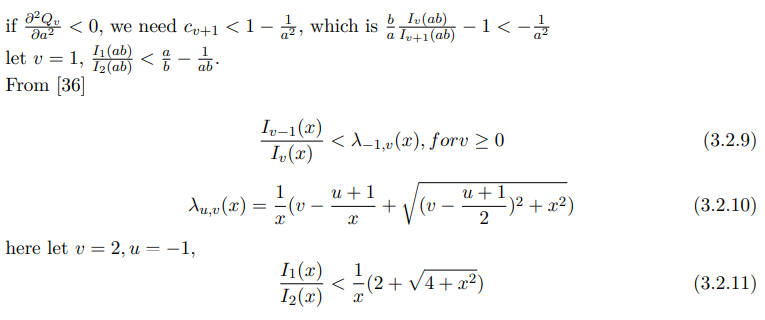 if $\frac{\partial^2 Q_v}{\partial a^2} < 0$, we need $c_{v+1} < 1 - \frac{1}{a^2}$, which is $\frac{b}{a} \frac{I_v(ab)}{I_{v+1}(ab)} - 1 < -\frac{1}{a^2}$
let $v = 1$, $\frac{I_1(ab)}{I_2(ab)} < \frac{a}{b} - \frac{1}{ab}$.
From [36]
$\frac{I_{v-1}(x)}{I_v(x)} < \lambda_{-1,v}(x), for v \geq 0$ (3.2.9)
$\lambda_{u,v}(x) = \frac{1}{x}(v - \frac{u+1}{x} + \sqrt{(v - \frac{u+1}{2})^2 + x^2})$ (3.2.10)
here let $v = 2, u = -1$,
$\frac{I_1(x)}{I_2(x)} < \frac{1}{x}(2 + \sqrt{4 + x^2})$ (3.2.11)